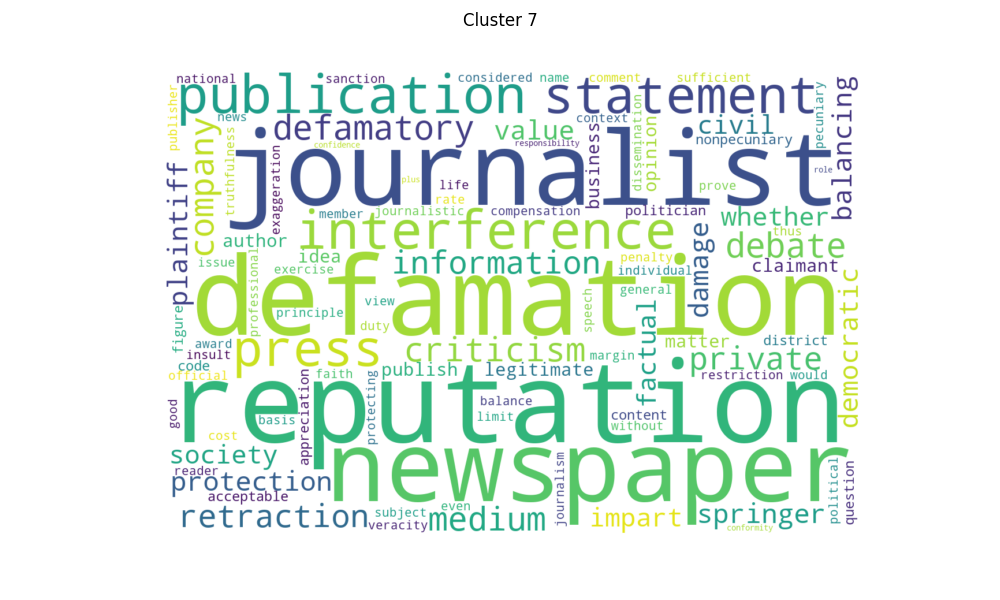 Cluster 7
national
sanction
considered
name
comment
sufficient
publisher
publication
statement
pecuniary
balancing
news
defamatory
value
context
civil
nonpecuniary
company
truthfulness
confidence
responsibility
business
dissemination
opinion
exaggeration
journalist
plus
life
rate
prove
role
plaintiff
member
journalistic
compensation
politician
whether
author
interference
debate
thus
issue
idea
exercise
information
penalty
individual
damage
claimant
professional
defamation
view
general
principle
duty
speech
figure
factual
democratic
award
insult
code
official
press
criticism
margin
matter
district
private
faith
publish
legitimate
restriction
would
good
reputation
appreciation
protecting
basis
balance
limit
content
without
cost
society
reader
protection
acceptable
newspaper
retraction
subject
even
veracity
medium
journalism
impart
springer
conformity
political
question